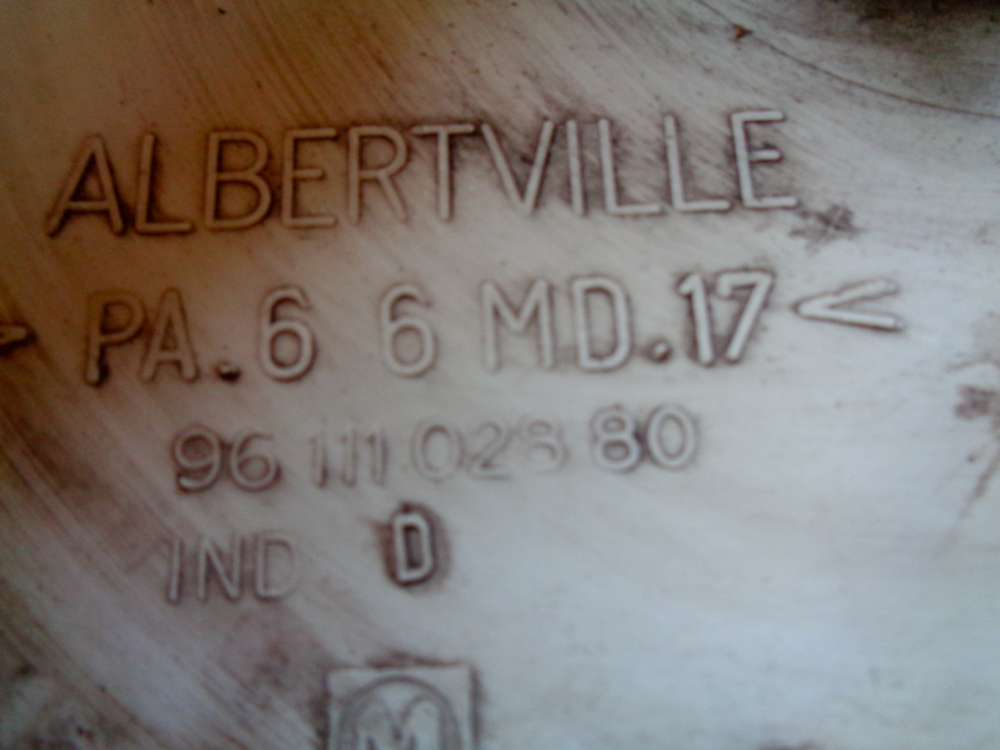 ALBERTVILLE
>PA.6 6 MD.17<
96 111 028 80
IND D
M